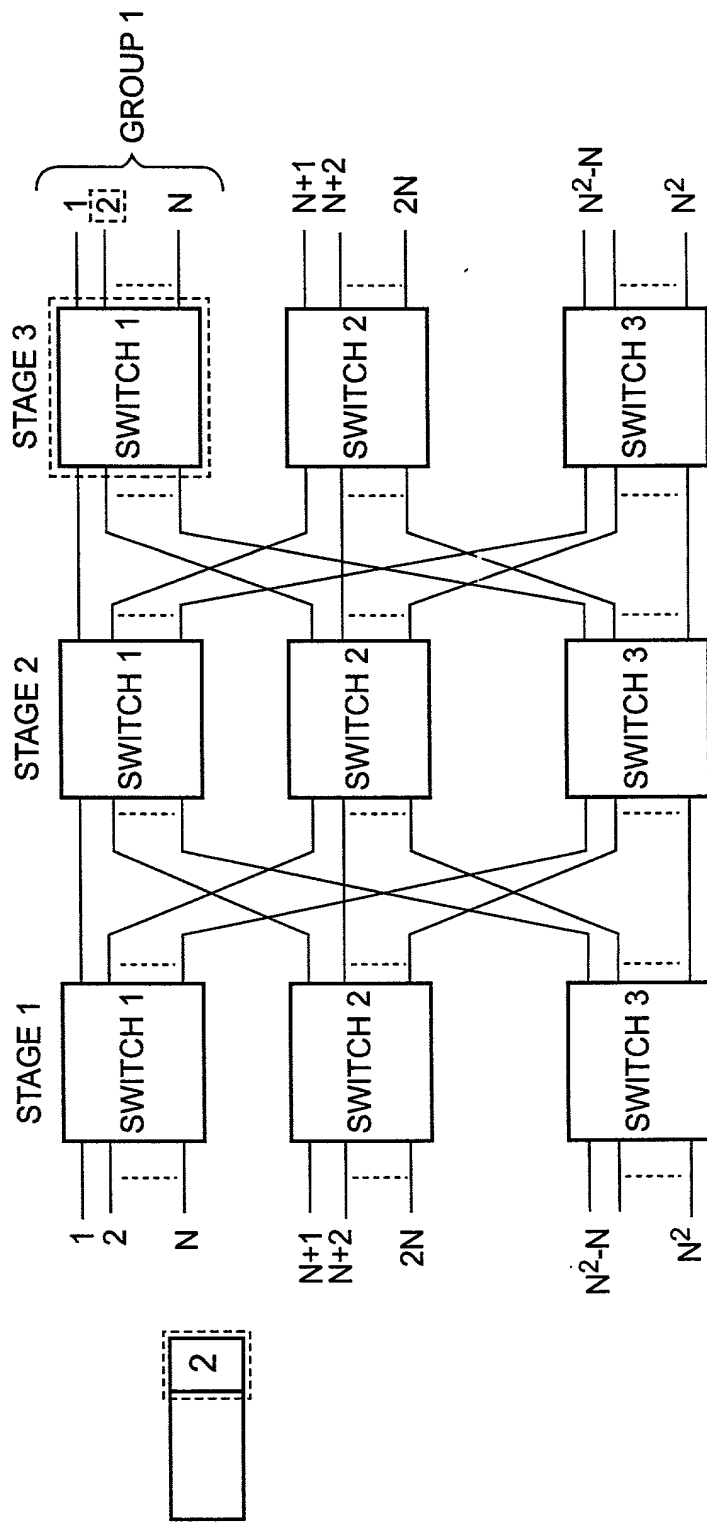 STAGE 1
STAGE 2
STAGE 3
1
2
N
SWITCH 1
SWITCH 1
SWITCH 1
1
2
N
GROUP 1
2
N+1
N+2
2N
SWITCH 2
SWITCH 2
SWITCH 2
N+1
N+2
2N
N²-N
N²
SWITCH 3
SWITCH 3
SWITCH 3
N²-N
N²